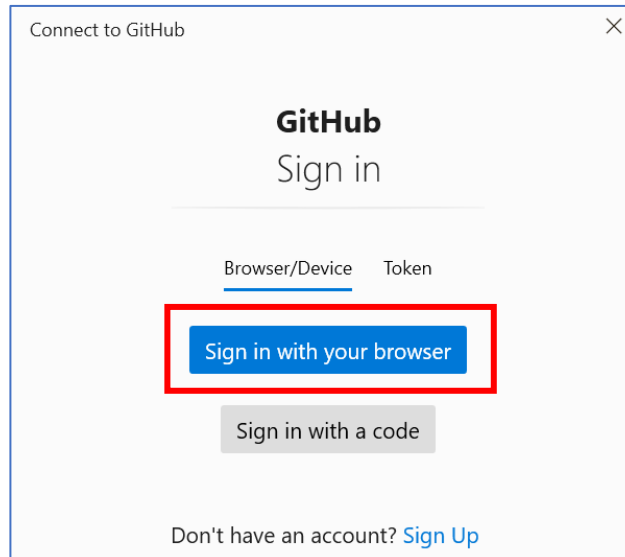 Connect to GitHub
GitHub
Sign in
Browser/Device Token
Sign in with your browser
Sign in with a code
Don't have an account? Sign Up